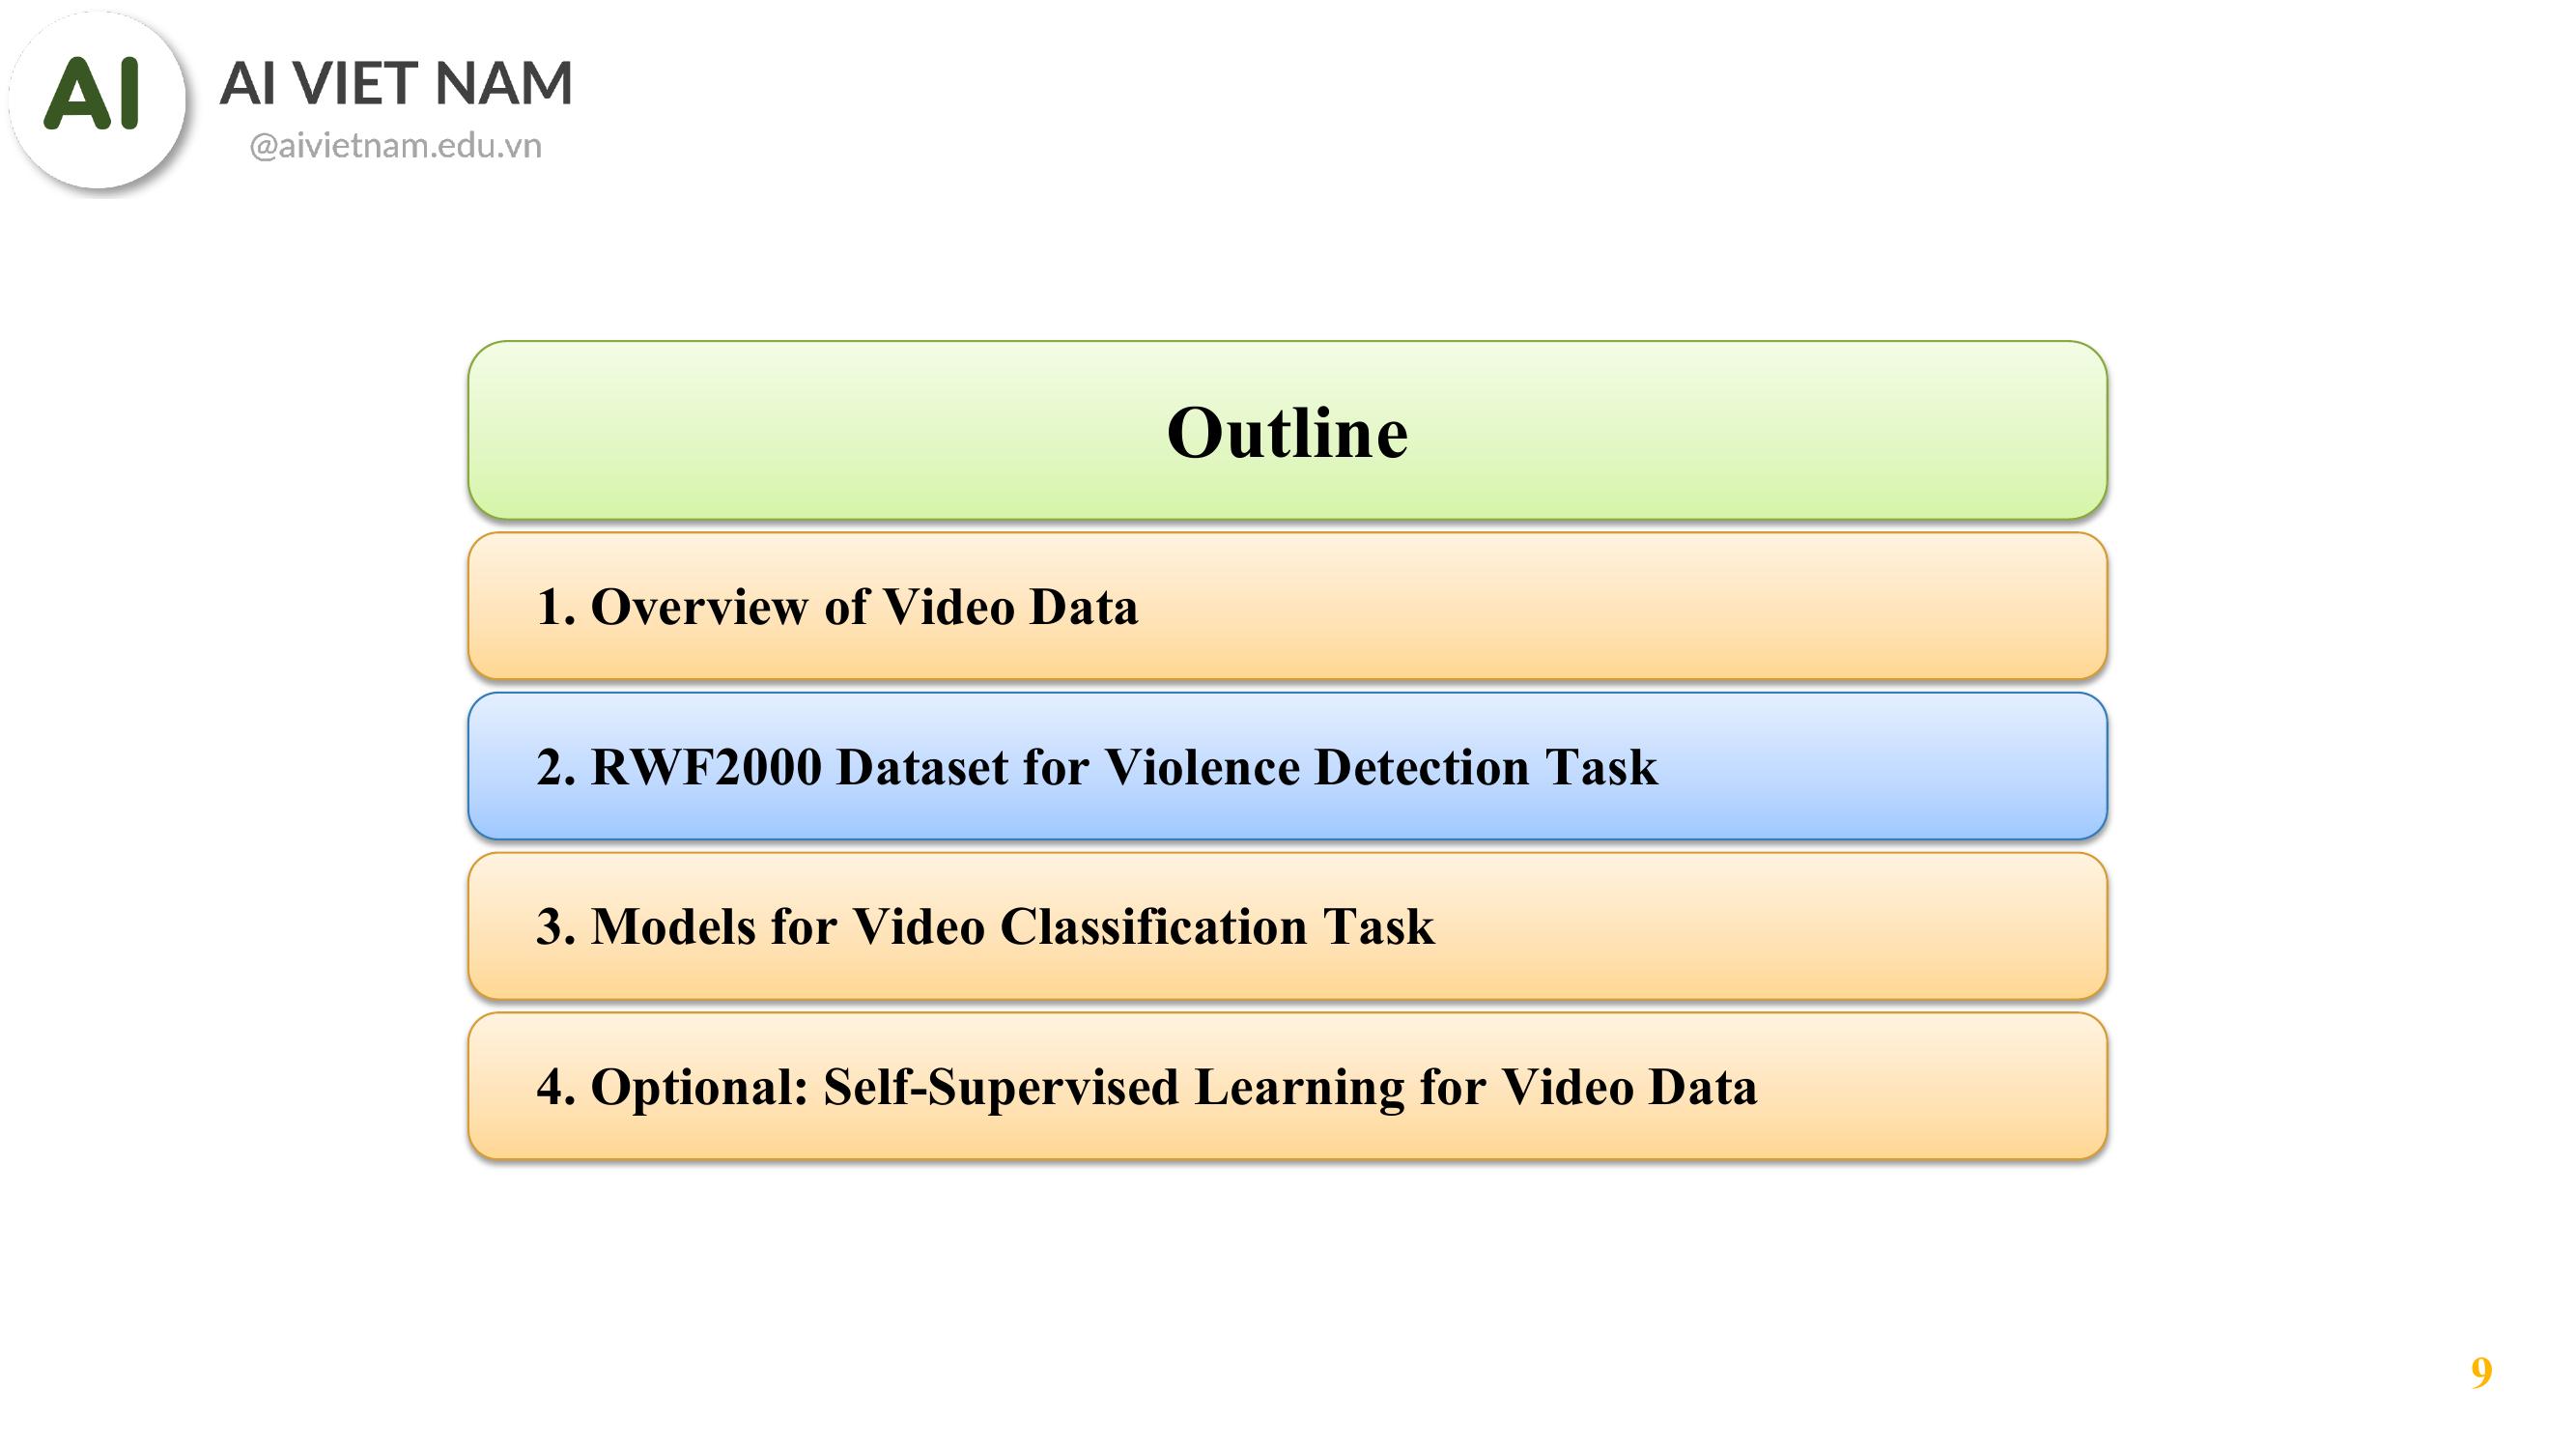 AI
AI VIET NAM
@aivietnam.edu.vn
Outline
1. Overview of Video Data
2. RWF2000 Dataset for Violence Detection Task
3. Models for Video Classification Task
4. Optional: Self-Supervised Learning for Video Data
9